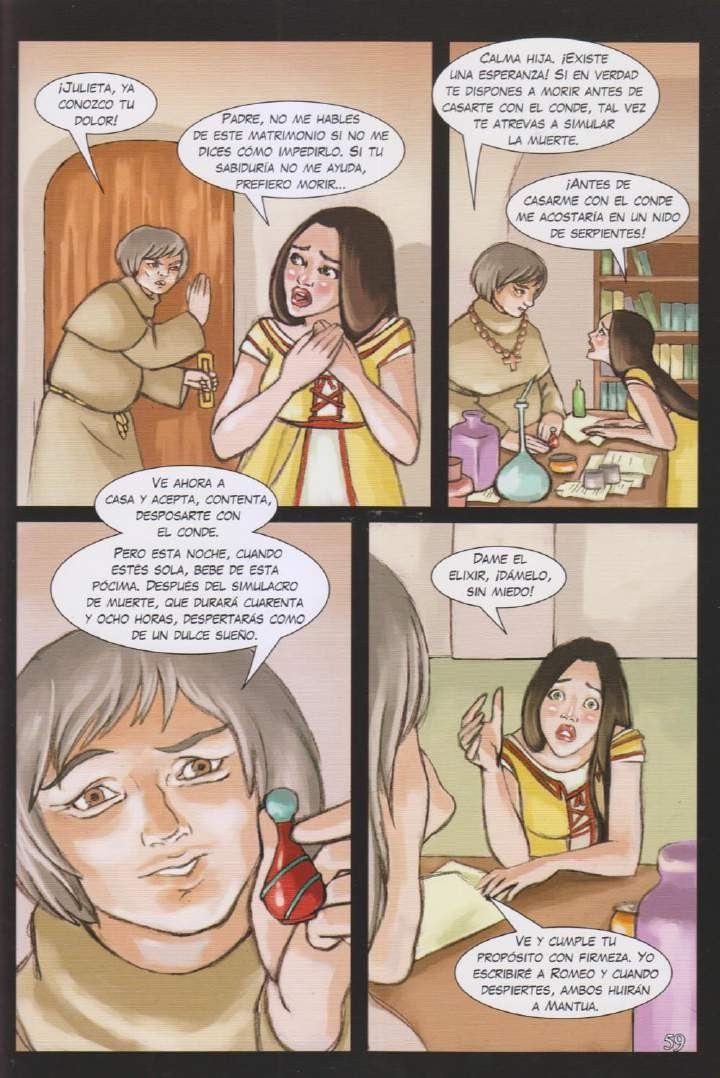 ¡Julieta, ya
conozco tu
dolor!
Padre, no me hables
de este matrimonio si no me
dices cómo impedirlo. Si tu
sabiduría no me ayuda,
prefiero morir...
Calma hija. ¡Existe
una esperanza! Si en verdad
te dispones a morir antes de
casarte con el conde, tal vez
te atrevas a simular
la muerte.
¡Antes de
casarme con el conde
me acostaría en un nido
de serpientes!
Ve ahora a
casa y acepta, contenta,
desposarte con
el conde.
Pero esta noche, cuando
estés sola, bebe de esta
pócima. Después del simulacro
de muerte, que durará cuarenta
y ocho horas, despertarás como
de un dulce sueño.
Dame el
elixir, ¡dámelo,
sin miedo!
Ve y cumple tu
propósito con firmeza. Yo
escribiré a Romeo y cuando
despiertes, ambos huirán
a Mantua.
59